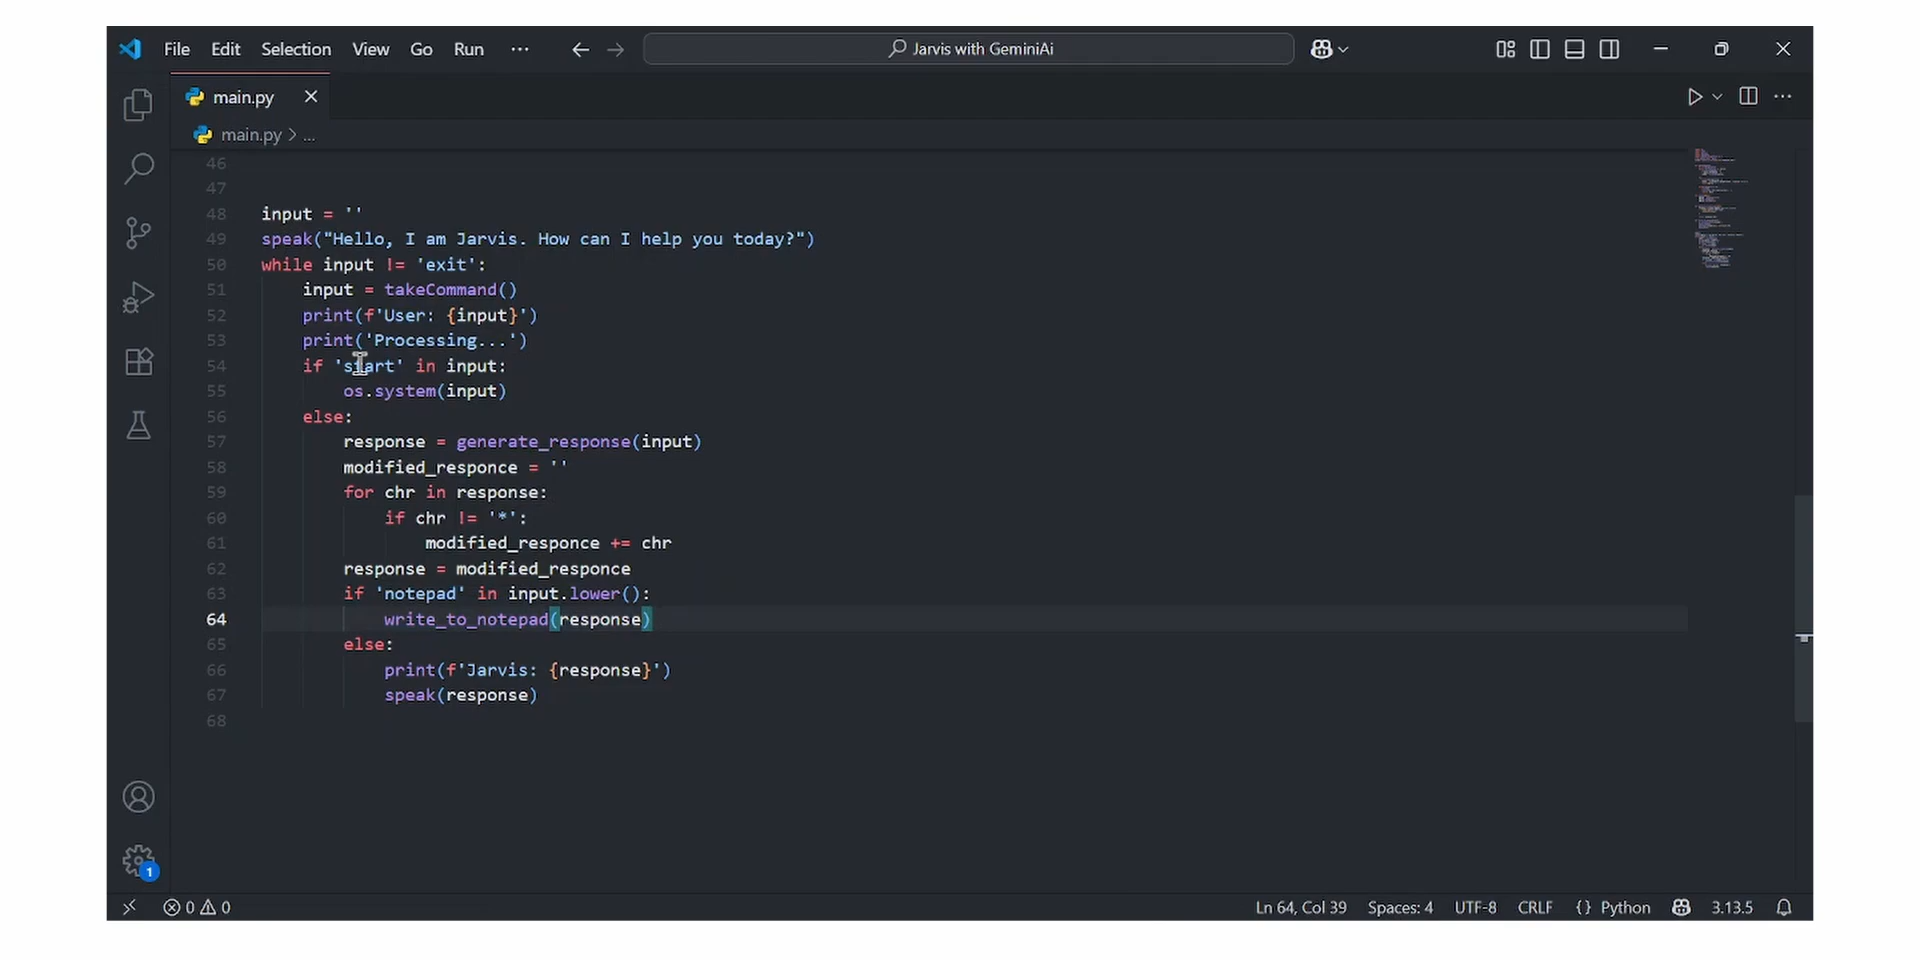 File Edit Selection View Go Run ··· Jarvis with GeminiAi
main.py
main.py > ...
46
47
48 input = ''
49 speak("Hello, I am Jarvis. How can I help you today?")
50 while input != 'exit':
51 input = takeCommand()
52 print(f'User: {input}')
53 print('Processing...')
54 if 'start' in input:
55 os.system(input)
56 else:
57 response = generate_response(input)
58 modified_responce = ''
59 for chr in response:
60 if chr != '*':
61 modified_responce += chr
62 response = modified_responce
63 if 'notepad' in input.lower():
64 write_to_notepad(response)
65 else:
66 print(f'Jarvis: {response}')
67 speak(response)
68
1
0 0 Ln 64, Col 39 Spaces: 4 UTF-8 CRLF {} Python 3.13.5